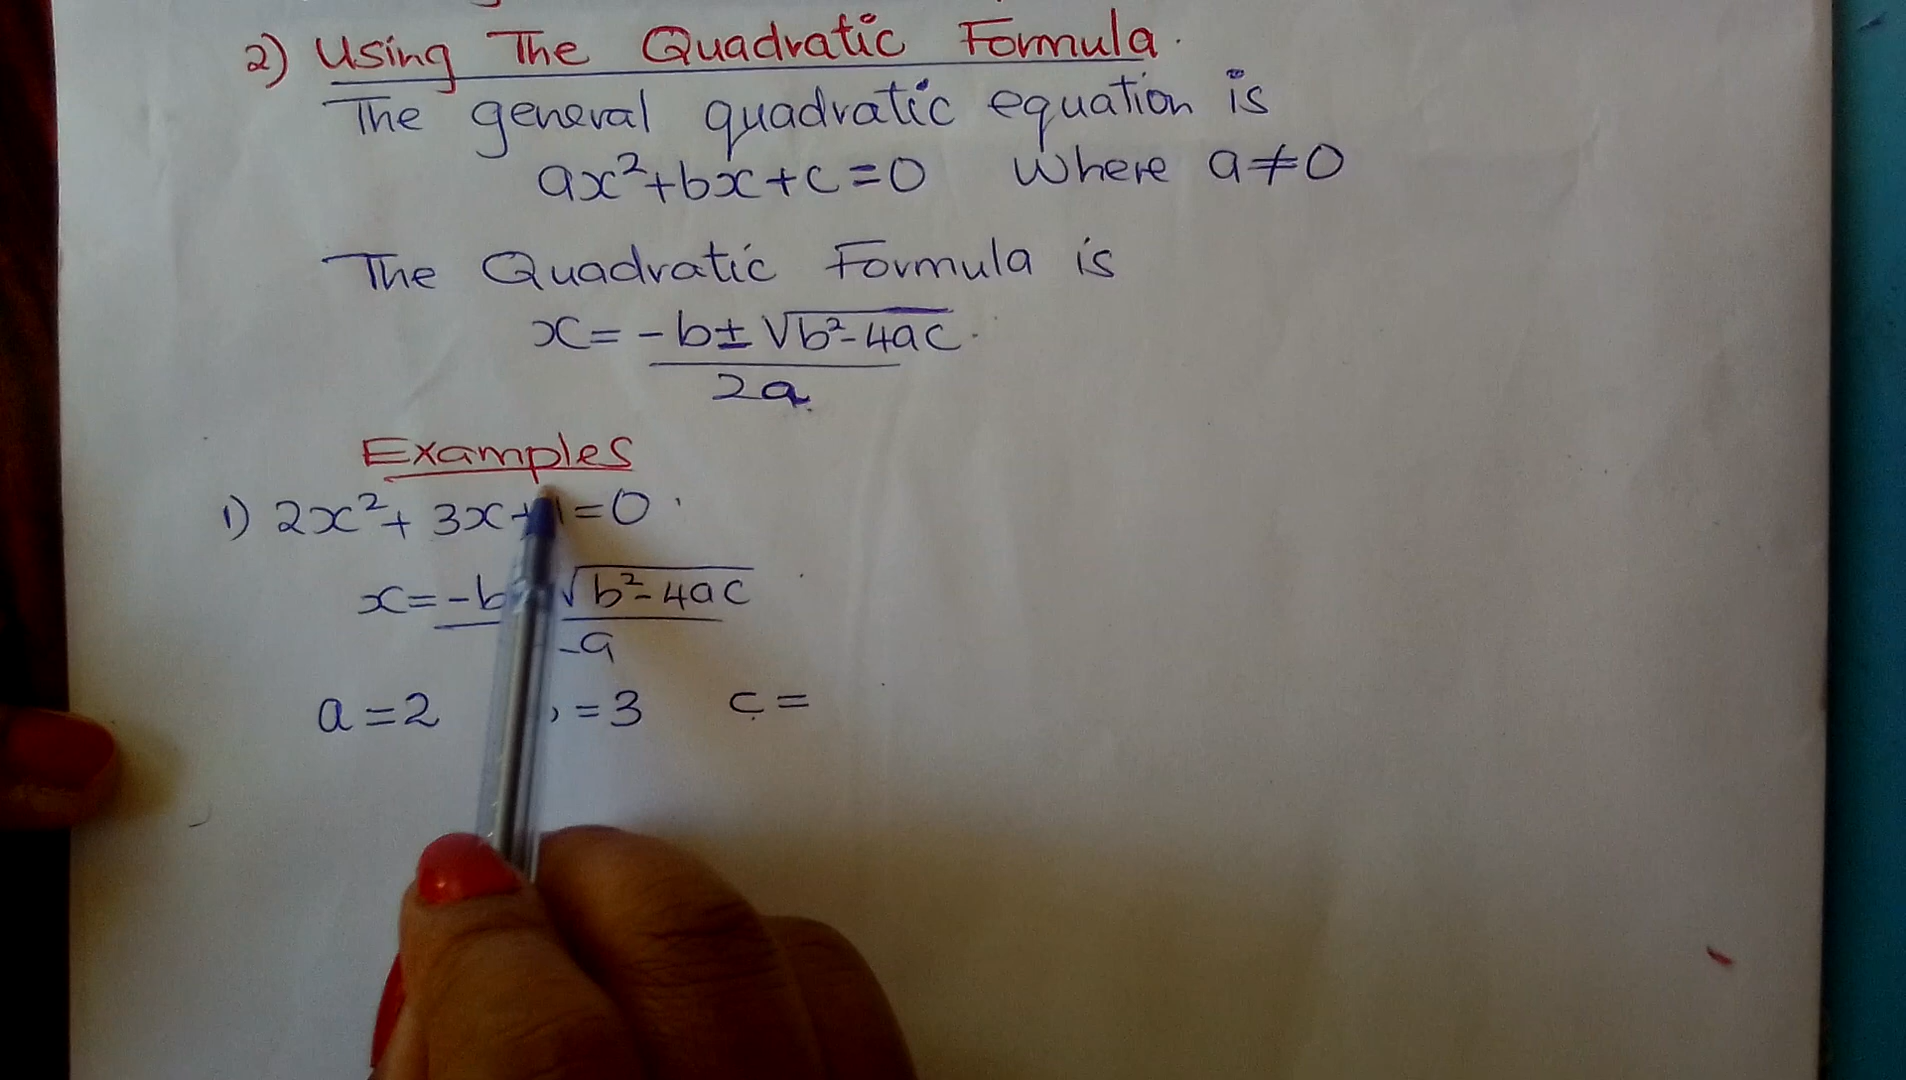 2) Using The Quadratic Formula.
The general quadratic equation is
ax²+bx+c=0 where a≠0
The Quadratic Formula is
x= -b±√b²-4ac
2a
Examples
1) 2x²+ 3x+1=0
x= -b √b²-4ac
a
a=2 =3 c=